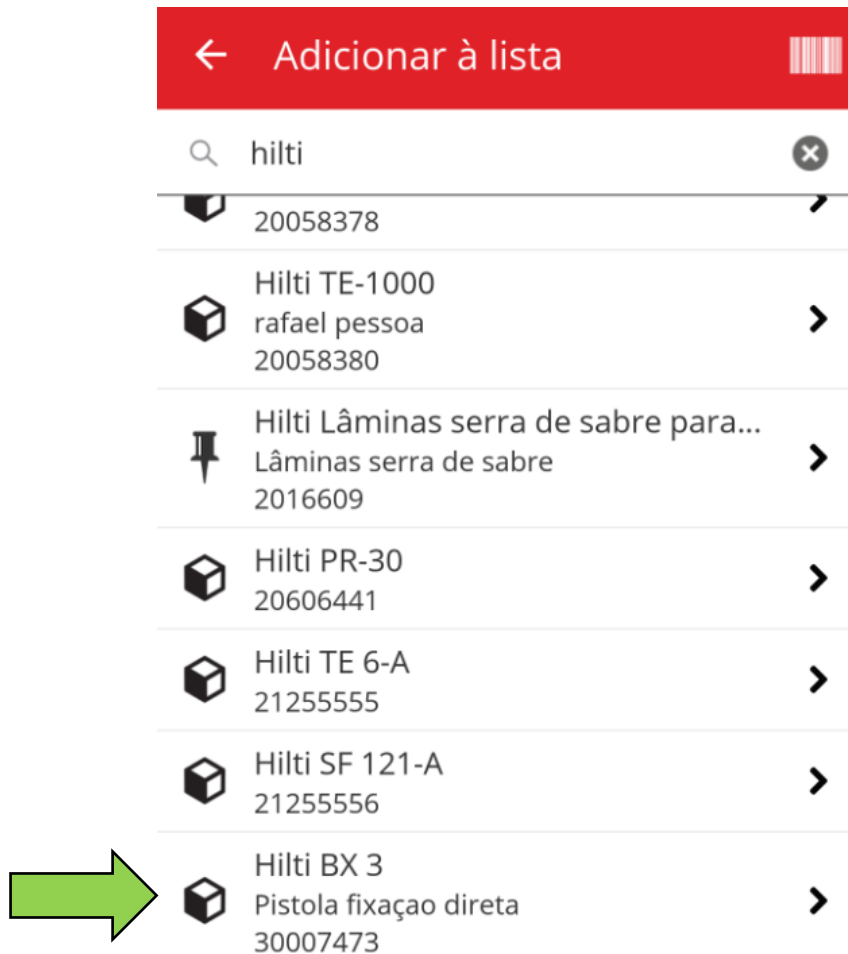 Adicionar à lista
hilti
20058378
Hilti TE-1000
rafael pessoa
20058380
Hilti Lâminas serra de sabre para...
Lâminas serra de sabre
2016609
Hilti PR-30
20606441
Hilti TE 6-A
21255555
Hilti SF 121-A
21255556
Hilti BX 3
Pistola fixaçao direta
30007473